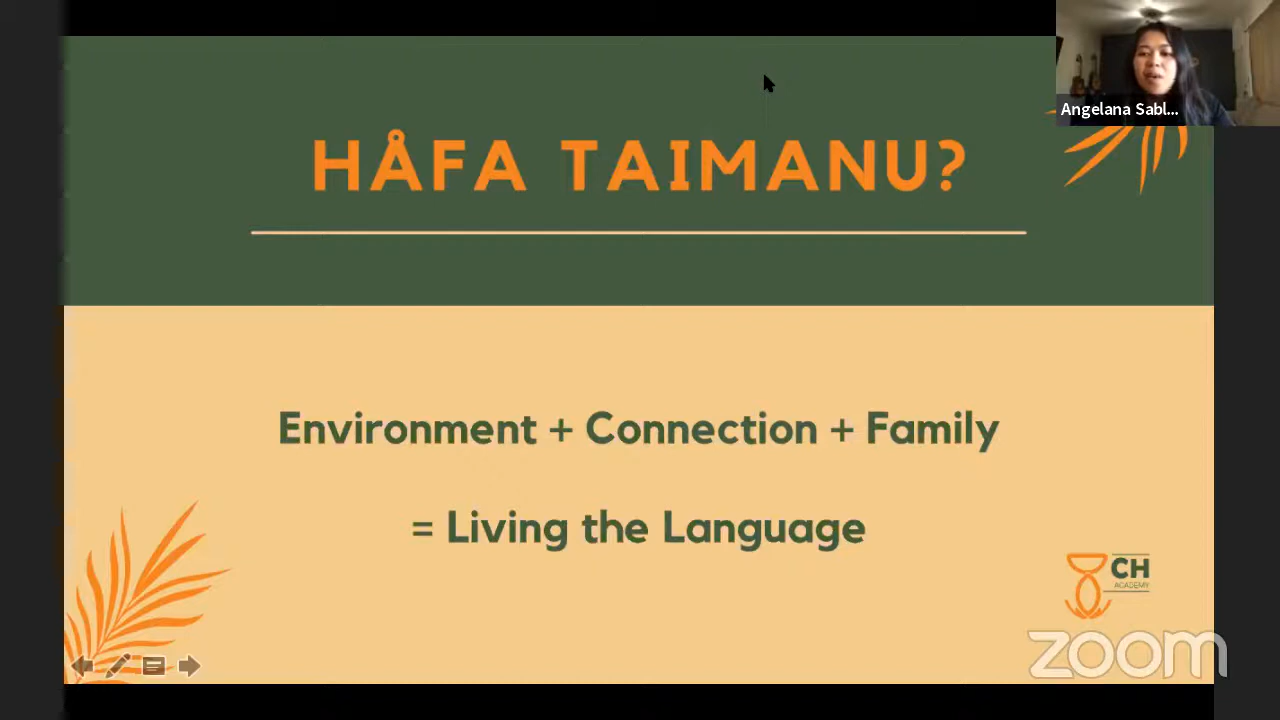 Angelana Sabl...
HÅFA TAIMANU?
Environment + Connection + Family
= Living the Language
CH
ACADEMY
zoom